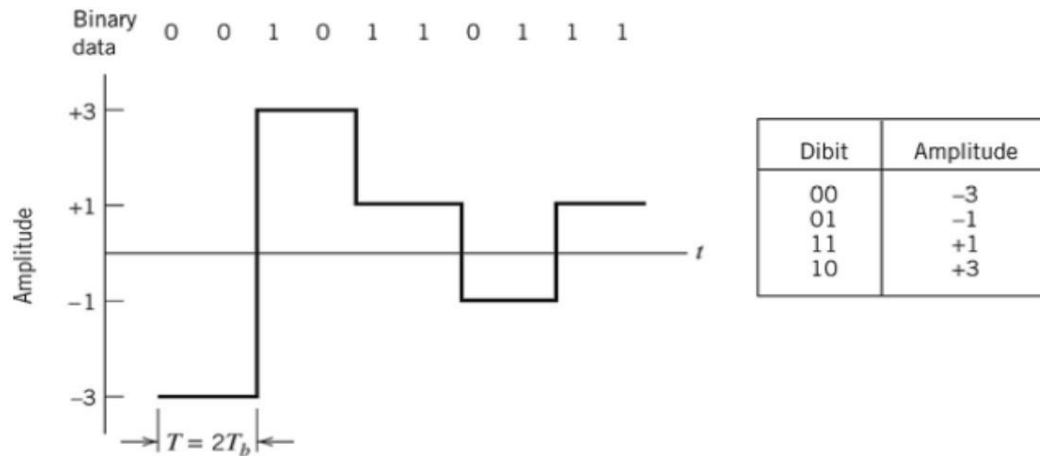 Binary
data 0 0 1 0 1 1 0 1 1 1
+3
+1
−1
−3
Amplitude
t
T = 2T_b
Dibit Amplitude
00 −3
01 −1
11 +1
10 +3